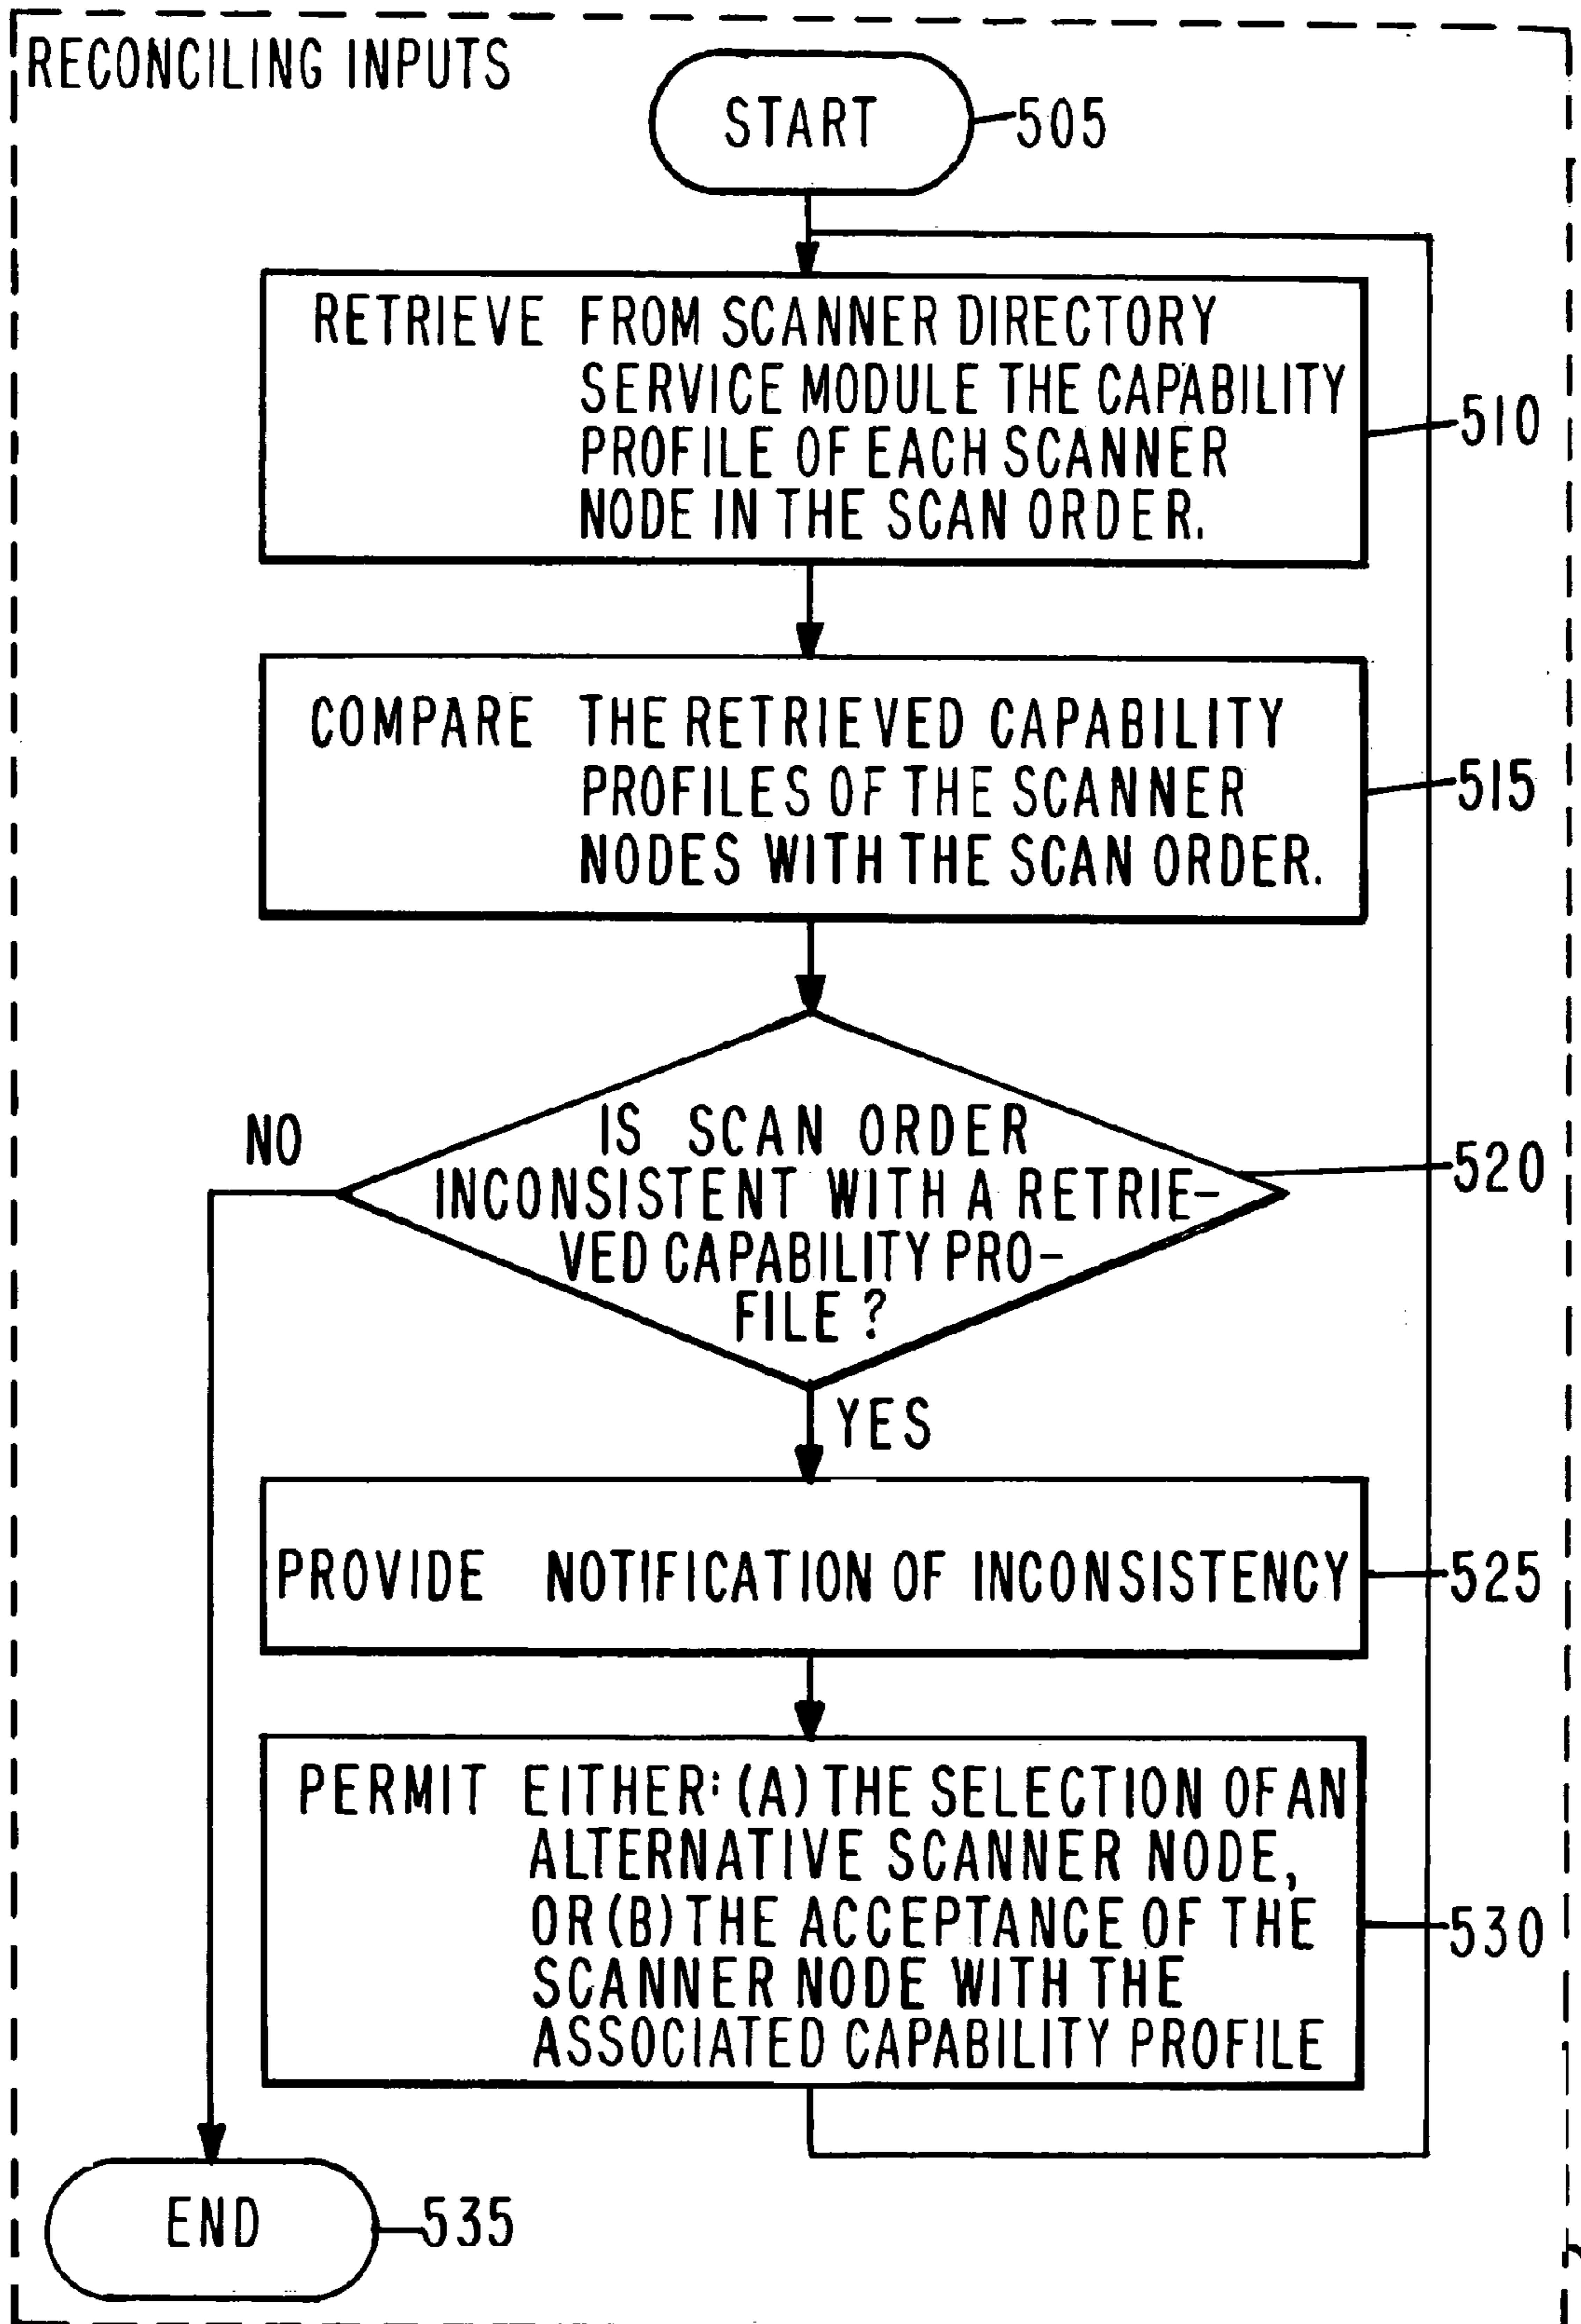 RECONCILING INPUTS
START
505
RETRIEVE FROM SCANNER DIRECTORY
SERVICE MODULE THE CAPABILITY
PROFILE OF EACH SCANNER
NODE IN THE SCAN ORDER.
510
COMPARE THE RETRIEVED CAPABILITY
PROFILES OF THE SCANNER
NODES WITH THE SCAN ORDER.
515
NO
IS SCAN ORDER
INCONSISTENT WITH A RETRIE-
VED CAPABILITY PRO-
FILE ?
520
YES
PROVIDE NOTIFICATION OF INCONSISTENCY
525
PERMIT EITHER: (A) THE SELECTION OF AN
ALTERNATIVE SCANNER NODE,
OR (B) THE ACCEPTANCE OF THE
SCANNER NODE WITH THE
ASSOCIATED CAPABILITY PROFILE
530
END
535